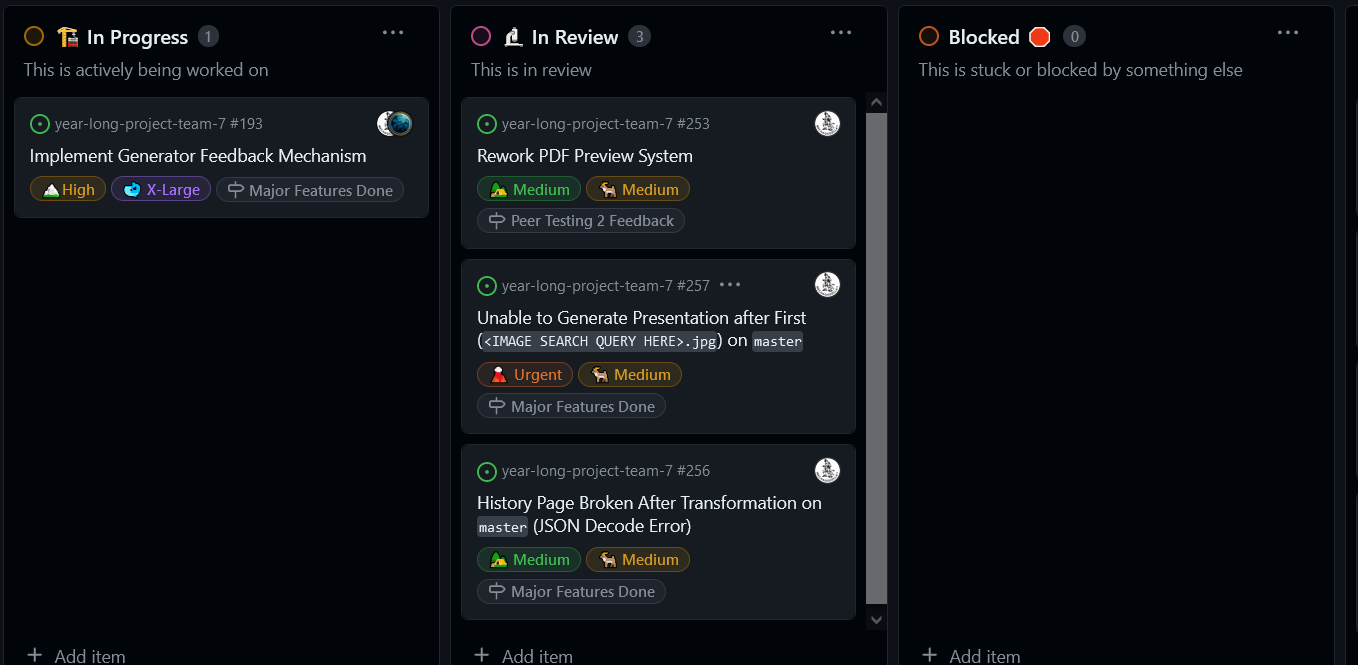 In Progress 1
This is actively being worked on
year-long-project-team-7 #193
Implement Generator Feedback Mechanism
High X-Large Major Features Done
Add item
In Review 3
This is in review
year-long-project-team-7 #253
Rework PDF Preview System
Medium Medium
Peer Testing 2 Feedback
year-long-project-team-7 #257
Unable to Generate Presentation after First
(<IMAGE SEARCH QUERY HERE>.jpg) on master
Urgent Medium
Major Features Done
year-long-project-team-7 #256
History Page Broken After Transformation on
master (JSON Decode Error)
Medium Medium
Major Features Done
Add item
Blocked 0
This is stuck or blocked by something else
Add item